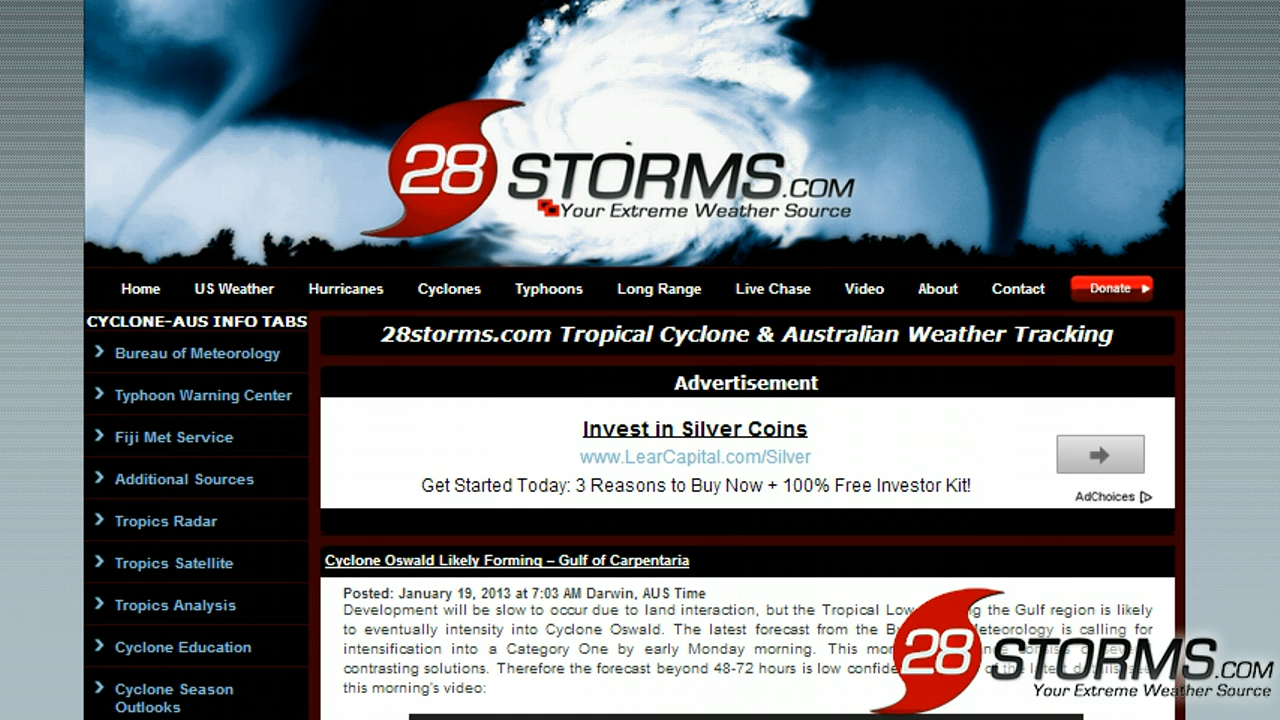 28 STORMS.COM
Your Extreme Weather Source
Home US Weather Hurricanes Cyclones Typhoons Long Range Live Chase Video About Contact Donate
CYCLONE-AUS INFO TABS
Bureau of Meteorology
Typhoon Warning Center
Fiji Met Service
Additional Sources
Tropics Radar
Tropics Satellite
Tropics Analysis
Cyclone Education
Cyclone Season
Outlooks
28storms.com Tropical Cyclone & Australian Weather Tracking
Advertisement
Invest in Silver Coins
www.LearCapital.com/Silver
Get Started Today: 3 Reasons to Buy Now + 100% Free Investor Kit!
AdChoices
Cyclone Oswald Likely Forming – Gulf of Carpentaria
Posted: January 19, 2013 at 7:03 AM Darwin, AUS Time
Development will be slow to occur due to land interaction, but the Tropical Low the Gulf region is likely
to eventually intensity into Cyclone Oswald. The latest forecast from the Meteorology is calling for
intensification into a Category One by early Monday morning. This
contrasting solutions. Therefore the forecast beyond 48-72 hours is low of the latest
this morning's video:
28 STORMS.COM
Your Extreme Weather Source